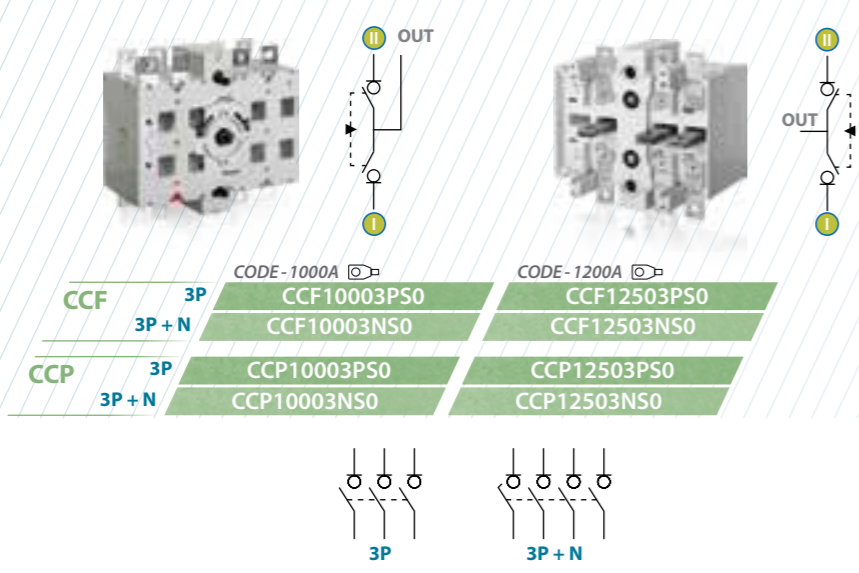 II OUT
II
OUT
I
I
CODE - 1000A CODE - 1200A
CCF 3P CCF10003PS0 CCF12503PS0
3P + N CCF10003NS0 CCF12503NS0
CCP 3P CCP10003PS0 CCP12503PS0
3P + N CCP10003NS0 CCP12503NS0
3P 3P + N